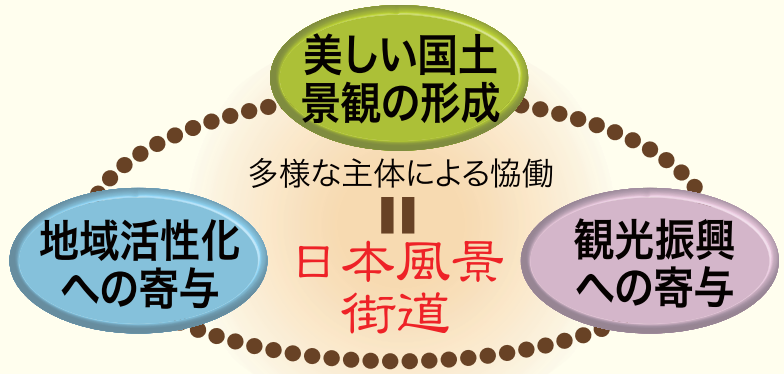 美しい国土
景観の形成
多様な主体による恊働
地域活性化
への寄与
観光振興
への寄与
日本風景
街道